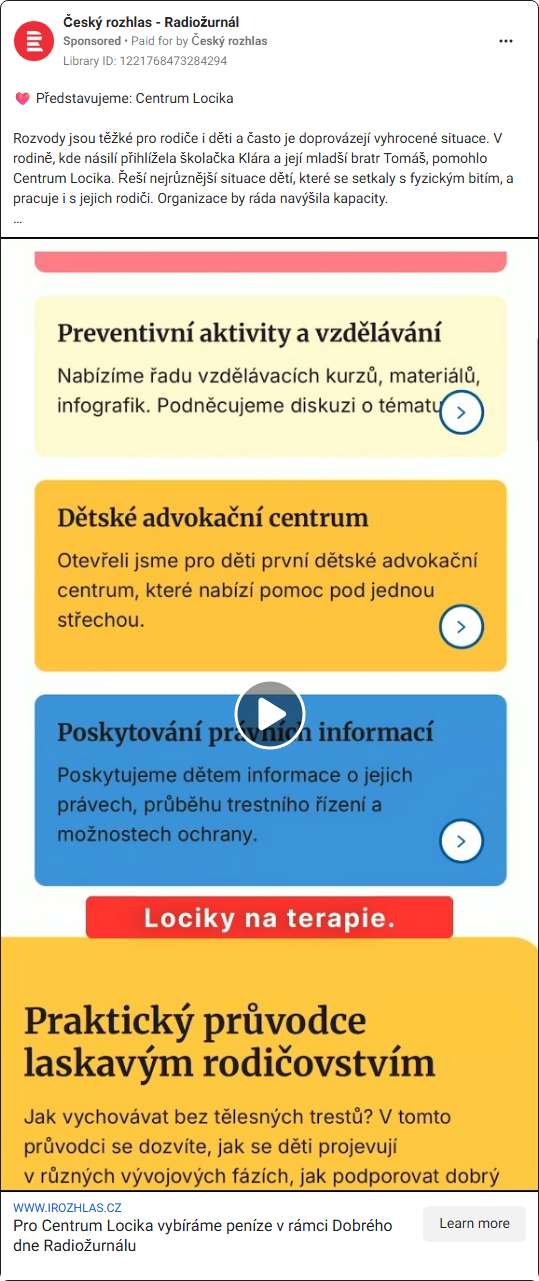 Český rozhlas - Radiožurnál
Sponsored • Paid for by Český rozhlas
Library ID: 1221768473284294
Představujeme: Centrum Locika
Rozvody jsou těžké pro rodiče i děti a často je doprovázejí vyhrocené situace. V
rodině, kde násilí přihlížela školačka Klára a její mladší bratr Tomáš, pomohlo
Centrum Locika. Řeší nejrůznější situace dětí, které se setkaly s fyzickým bitím, a
pracuje i s jejich rodiči. Organizace by ráda navýšila kapacity.
...
Preventivní aktivity a vzdělávání
Nabízíme řadu vzdělávacích kurzů, materiálů,
infografik. Podněcujeme diskuzi o tématu
Dětské advokační centrum
Otevřeli jsme pro děti první dětské advokační
centrum, které nabízí pomoc pod jednou
střechou.
Poskytování právních informací
Poskytujeme dětem informace o jejich
právech, průběhu trestního řízení a
možnostech ochrany.
Lociky na terapie.
Praktický průvodce
laskavým rodičovstvím
Jak vychovávat bez tělesných trestů? V tomto
průvodci se dozvíte, jak se děti projevují
v různých vývojových fázích, jak podporovat dobrý
WWW.IROZHLAS.CZ
Pro Centrum Locika vybíráme peníze v rámci Dobrého
dne Radiožurnálu
Learn more